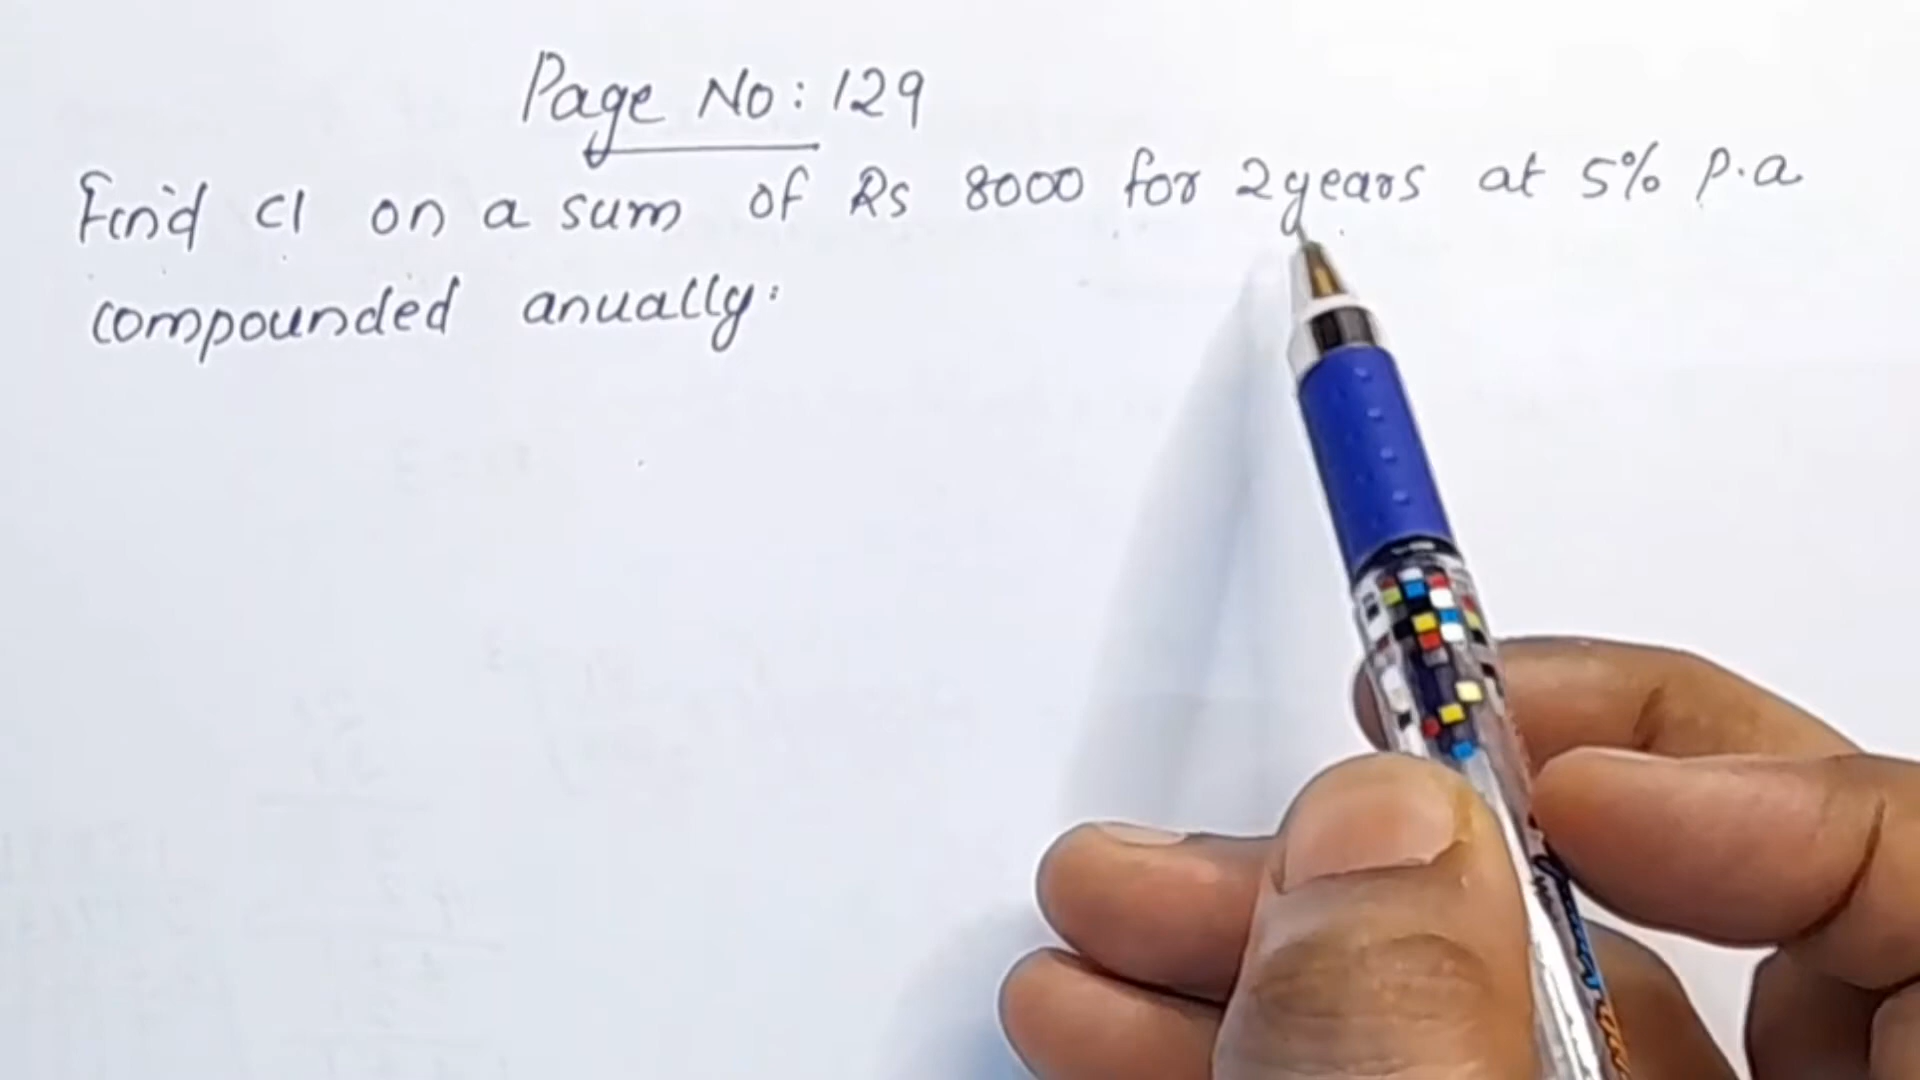 Page No: 129
Find CI on a sum of Rs 8000 for 2 years at 5% P.a
compounded anually.